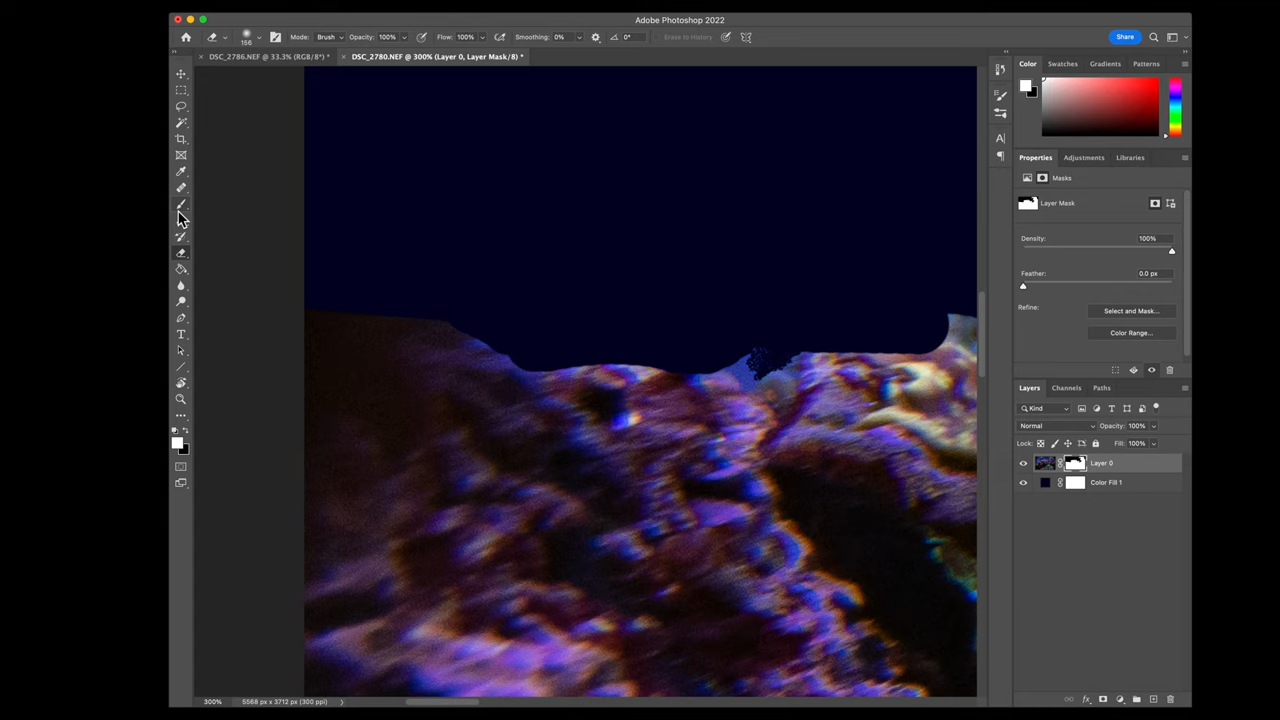 Adobe Photoshop 2022
156 Mode: Brush Opacity: 100% Flow: 100% Smoothing: 0% 0° Erase to History Share
DSC_2786.NEF @ 33.3% (RGB/8*) * DSC_2780.NEF @ 300% (Layer 0, Layer Mask/8) *
Color Swatches Gradients Patterns
Properties Adjustments Libraries
Masks
Layer Mask
Density: 100%
Feather: 0.0 px
Refine: Select and Mask...
Color Range...
Layers Channels Paths
Kind
Normal Opacity: 100%
Lock: Fill: 100%
Layer 0
Color Fill 1
300% 5568 px x 3712 px (300 ppi)